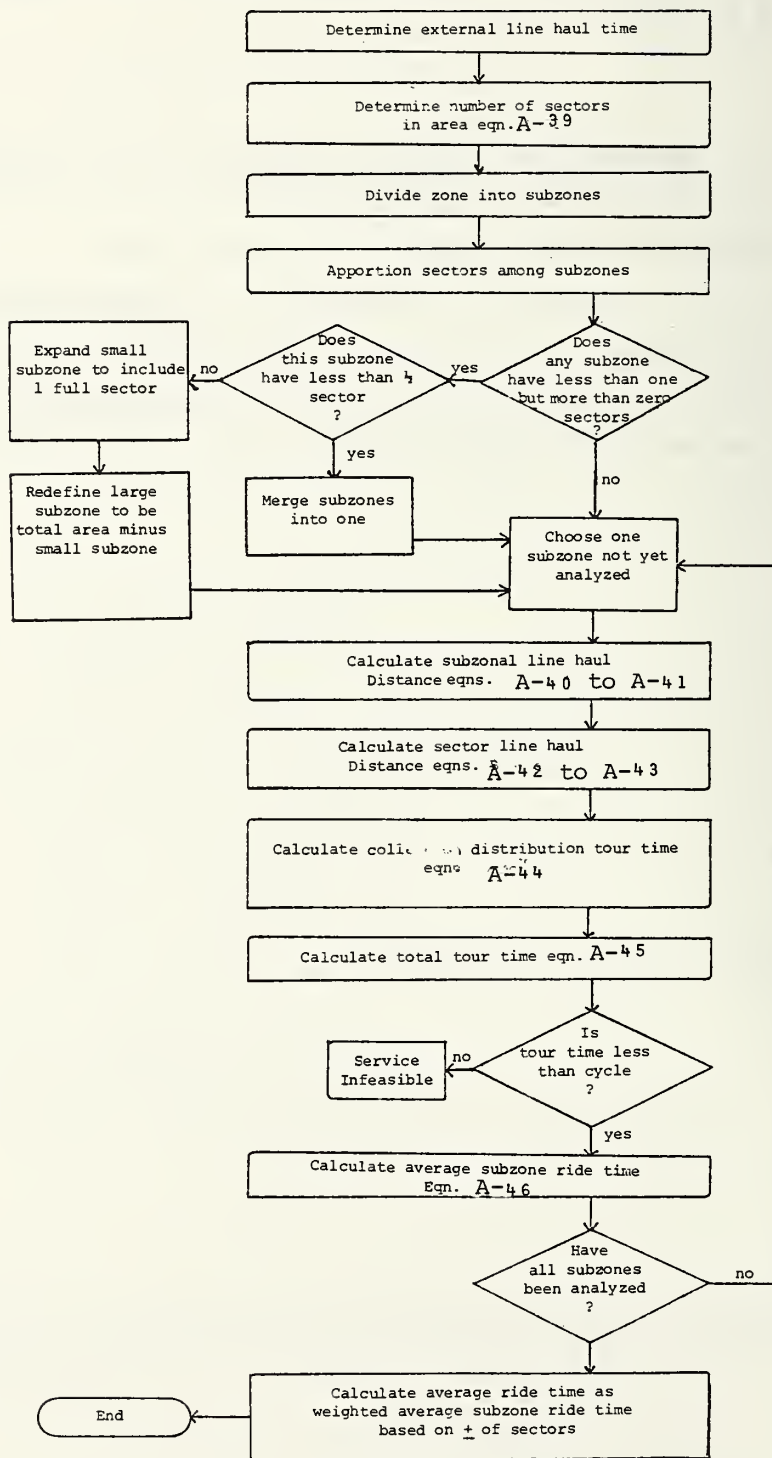 Determine external line haul time
Determine number of sectors
in area eqn. A-39
Divide zone into subzones
Apportion sectors among subzones
Expand small
subzone to include
1 full sector
no
Does
this subzone
have less than ½
sector
?
yes
Does
any subzone
have less than one
but more than zero
sectors
?
yes
no
Redefine large
subzone to be
total area minus
small subzone
Merge subzones
into one
Choose one
subzone not yet
analyzed
Calculate subzonal line haul
Distance eqns. A-40 to A-41
Calculate sector line haul
Distance eqns. A-42 to A-43
Calculate distribution tour time
A-44
Calculate total tour time eqn. A-45
Is
tour time less
than cycle
?
no
Service
Infeasible
yes
Calculate average subzone ride time
Eqn. A-46
Have
all subzones
been analyzed
?
no
Calculate average ride time as
weighted average subzone ride time
based on ± of sectors
End